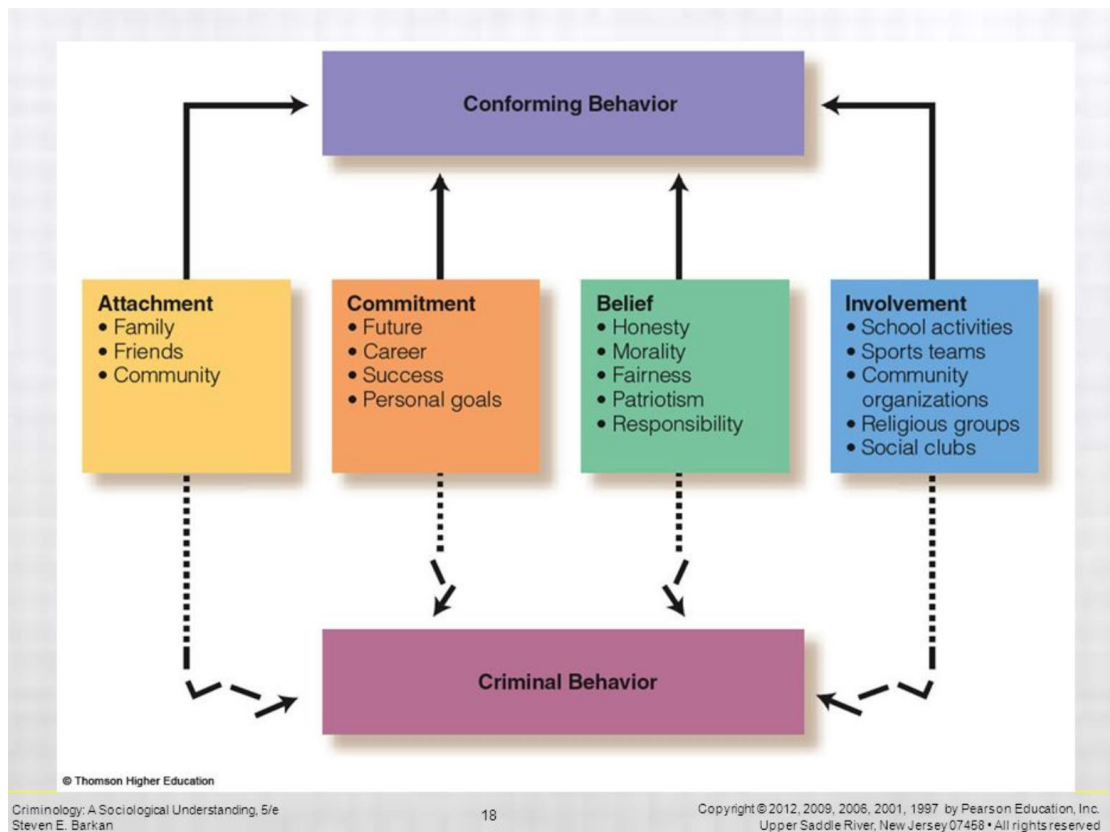 Conforming Behavior
Attachment
• Family
• Friends
• Community
Commitment
• Future
• Career
• Success
• Personal goals
Belief
• Honesty
• Morality
• Fairness
• Patriotism
• Responsibility
Involvement
• School activities
• Sports teams
• Community
organizations
• Religious groups
• Social clubs
Criminal Behavior
© Thomson Higher Education
Criminology: A Sociological Understanding, 5/e
Steven E. Barkan
18
Copyright © 2012, 2009, 2006, 2001, 1997 by Pearson Education, Inc.
Upper Saddle River, New Jersey 07458 • All rights reserved